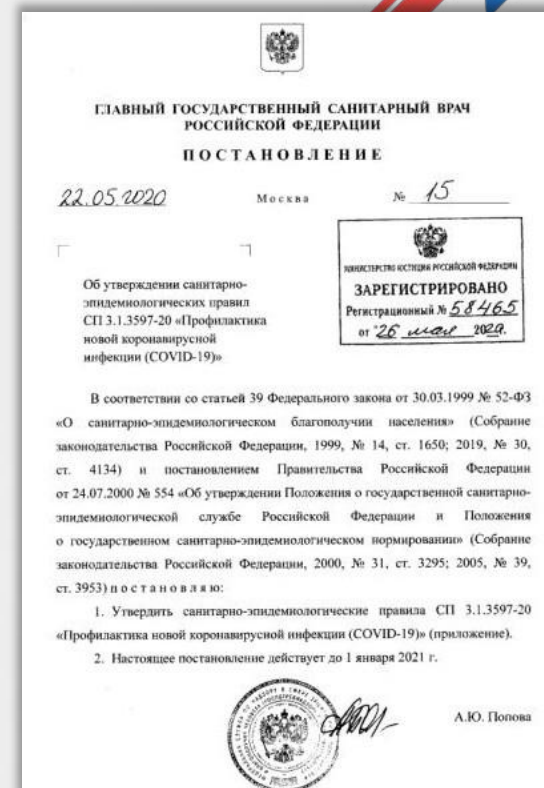 ГЛАВНЫЙ ГОСУДАРСТВЕННЫЙ САНИТАРНЫЙ ВРАЧ
РОССИЙСКОЙ ФЕДЕРАЦИИ
ПОСТАНОВЛЕНИЕ
22.05.2020 Москва № 15
МИНИСТЕРСТВО ЮСТИЦИИ РОССИЙСКОЙ ФЕДЕРАЦИИ
ЗАРЕГИСТРИРОВАНО
Регистрационный № 58465
от "26 мая 2020.
Об утверждении санитарно-
эпидемиологических правил
СП 3.1.3597-20 «Профилактика
новой коронавирусной
инфекции (COVID-19)»
В соответствии со статьей 39 Федерального закона от 30.03.1999 № 52-ФЗ
«О санитарно-эпидемиологическом благополучии населения» (Собрание
законодательства Российской Федерации, 1999, № 14, ст. 1650; 2019, № 30,
ст. 4134) и постановлением Правительства Российской Федерации
от 24.07.2000 № 554 «Об утверждении Положения о государственной санитарно-
эпидемиологической службе Российской Федерации и Положения
о государственном санитарно-эпидемиологическом нормировании» (Собрание
законодательства Российской Федерации, 2000, № 31, ст. 3295; 2005, № 39,
ст. 3953) п о с т а н о в л я ю:
1. Утвердить санитарно-эпидемиологические правила СП 3.1.3597-20
«Профилактика новой коронавирусной инфекции (COVID-19)» (приложение).
2. Настоящее постановление действует до 1 января 2021 г.
А.Ю. Попова